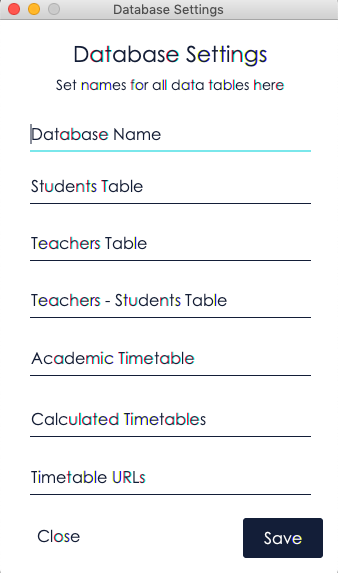 Database Settings
Database Settings
Set names for all data tables here
Database Name
Students Table
Teachers Table
Teachers - Students Table
Academic Timetable
Calculated Timetables
Timetable URLs
Close
Save